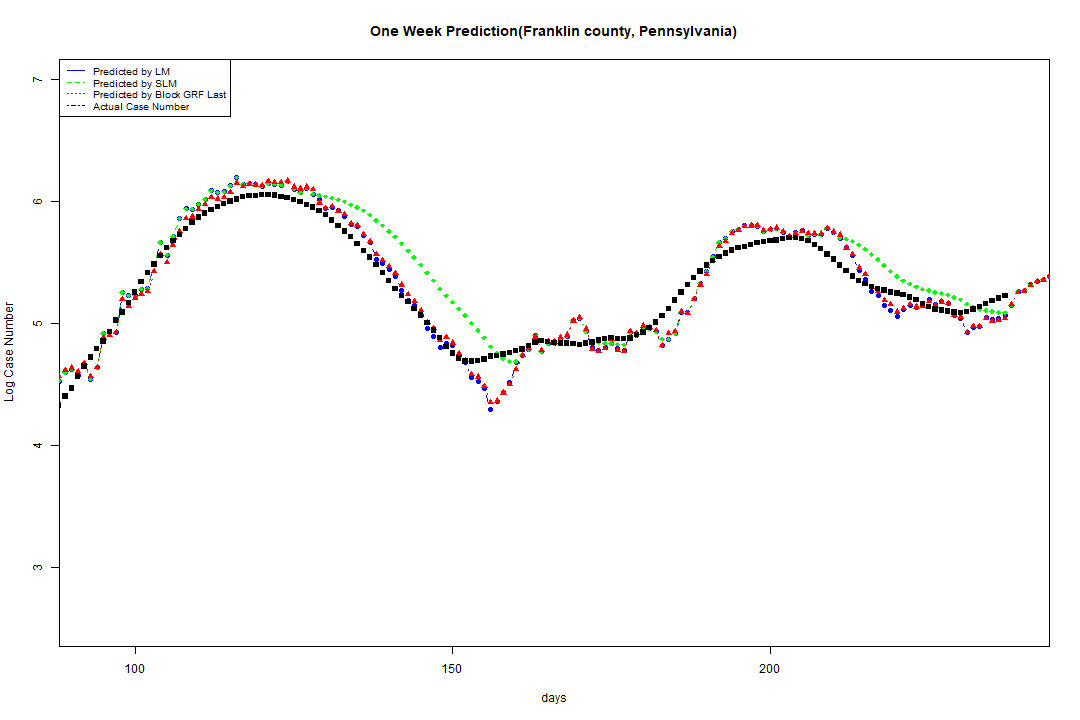 One Week Prediction(Franklin county, Pennsylvania)
Predicted by LM
Predicted by SLM
Predicted by Block GRF Last
Actual Case Number
7
6
5
4
3
Log Case Number
100 150 200
days